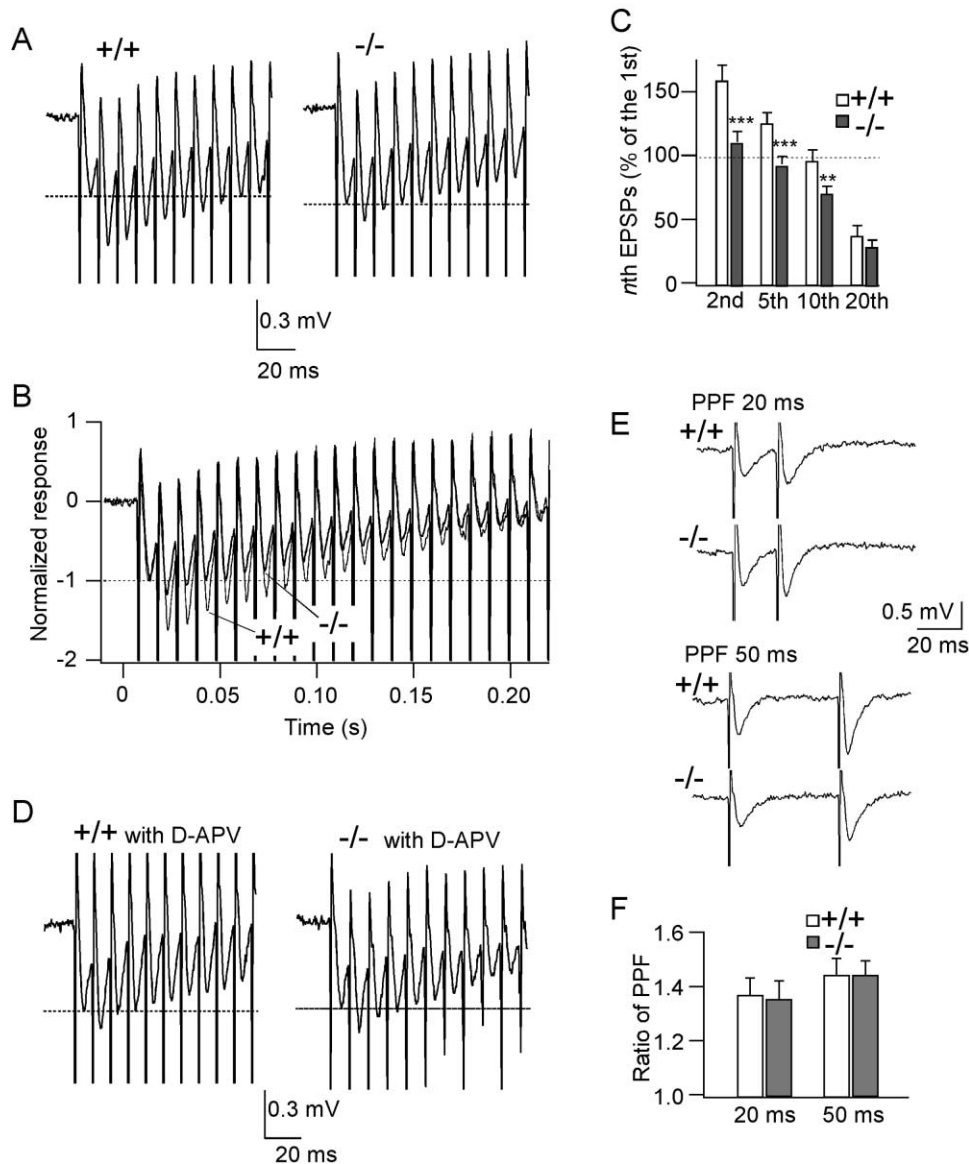 A
+/+
-/-
0.3 mV
20 ms
B
Normalized response
1
0
-1
-2
+/+
-/-
0
0.05
0.10
0.15
0.20
Time (s)
C
nth EPSPs (% of the 1st)
150
100
50
0
+/+
-/-
***
***
**
2nd
5th
10th
20th
D
+/+ with D-APV
-/- with D-APV
0.3 mV
20 ms
E
PPF 20 ms
+/+
-/-
0.5 mV
20 ms
PPF 50 ms
+/+
-/-
F
+/+
-/-
Ratio of PPF
1.6
1.4
1.2
1.0
20 ms
50 ms